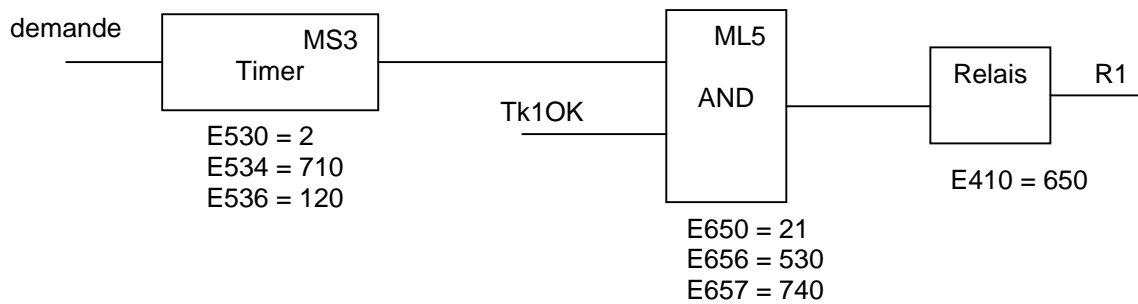 demande
MS3
Timer
E530 = 2
E534 = 710
E536 = 120
Tk1OK
ML5
AND
E650 = 21
E656 = 530
E657 = 740
Relais
E410 = 650
R1